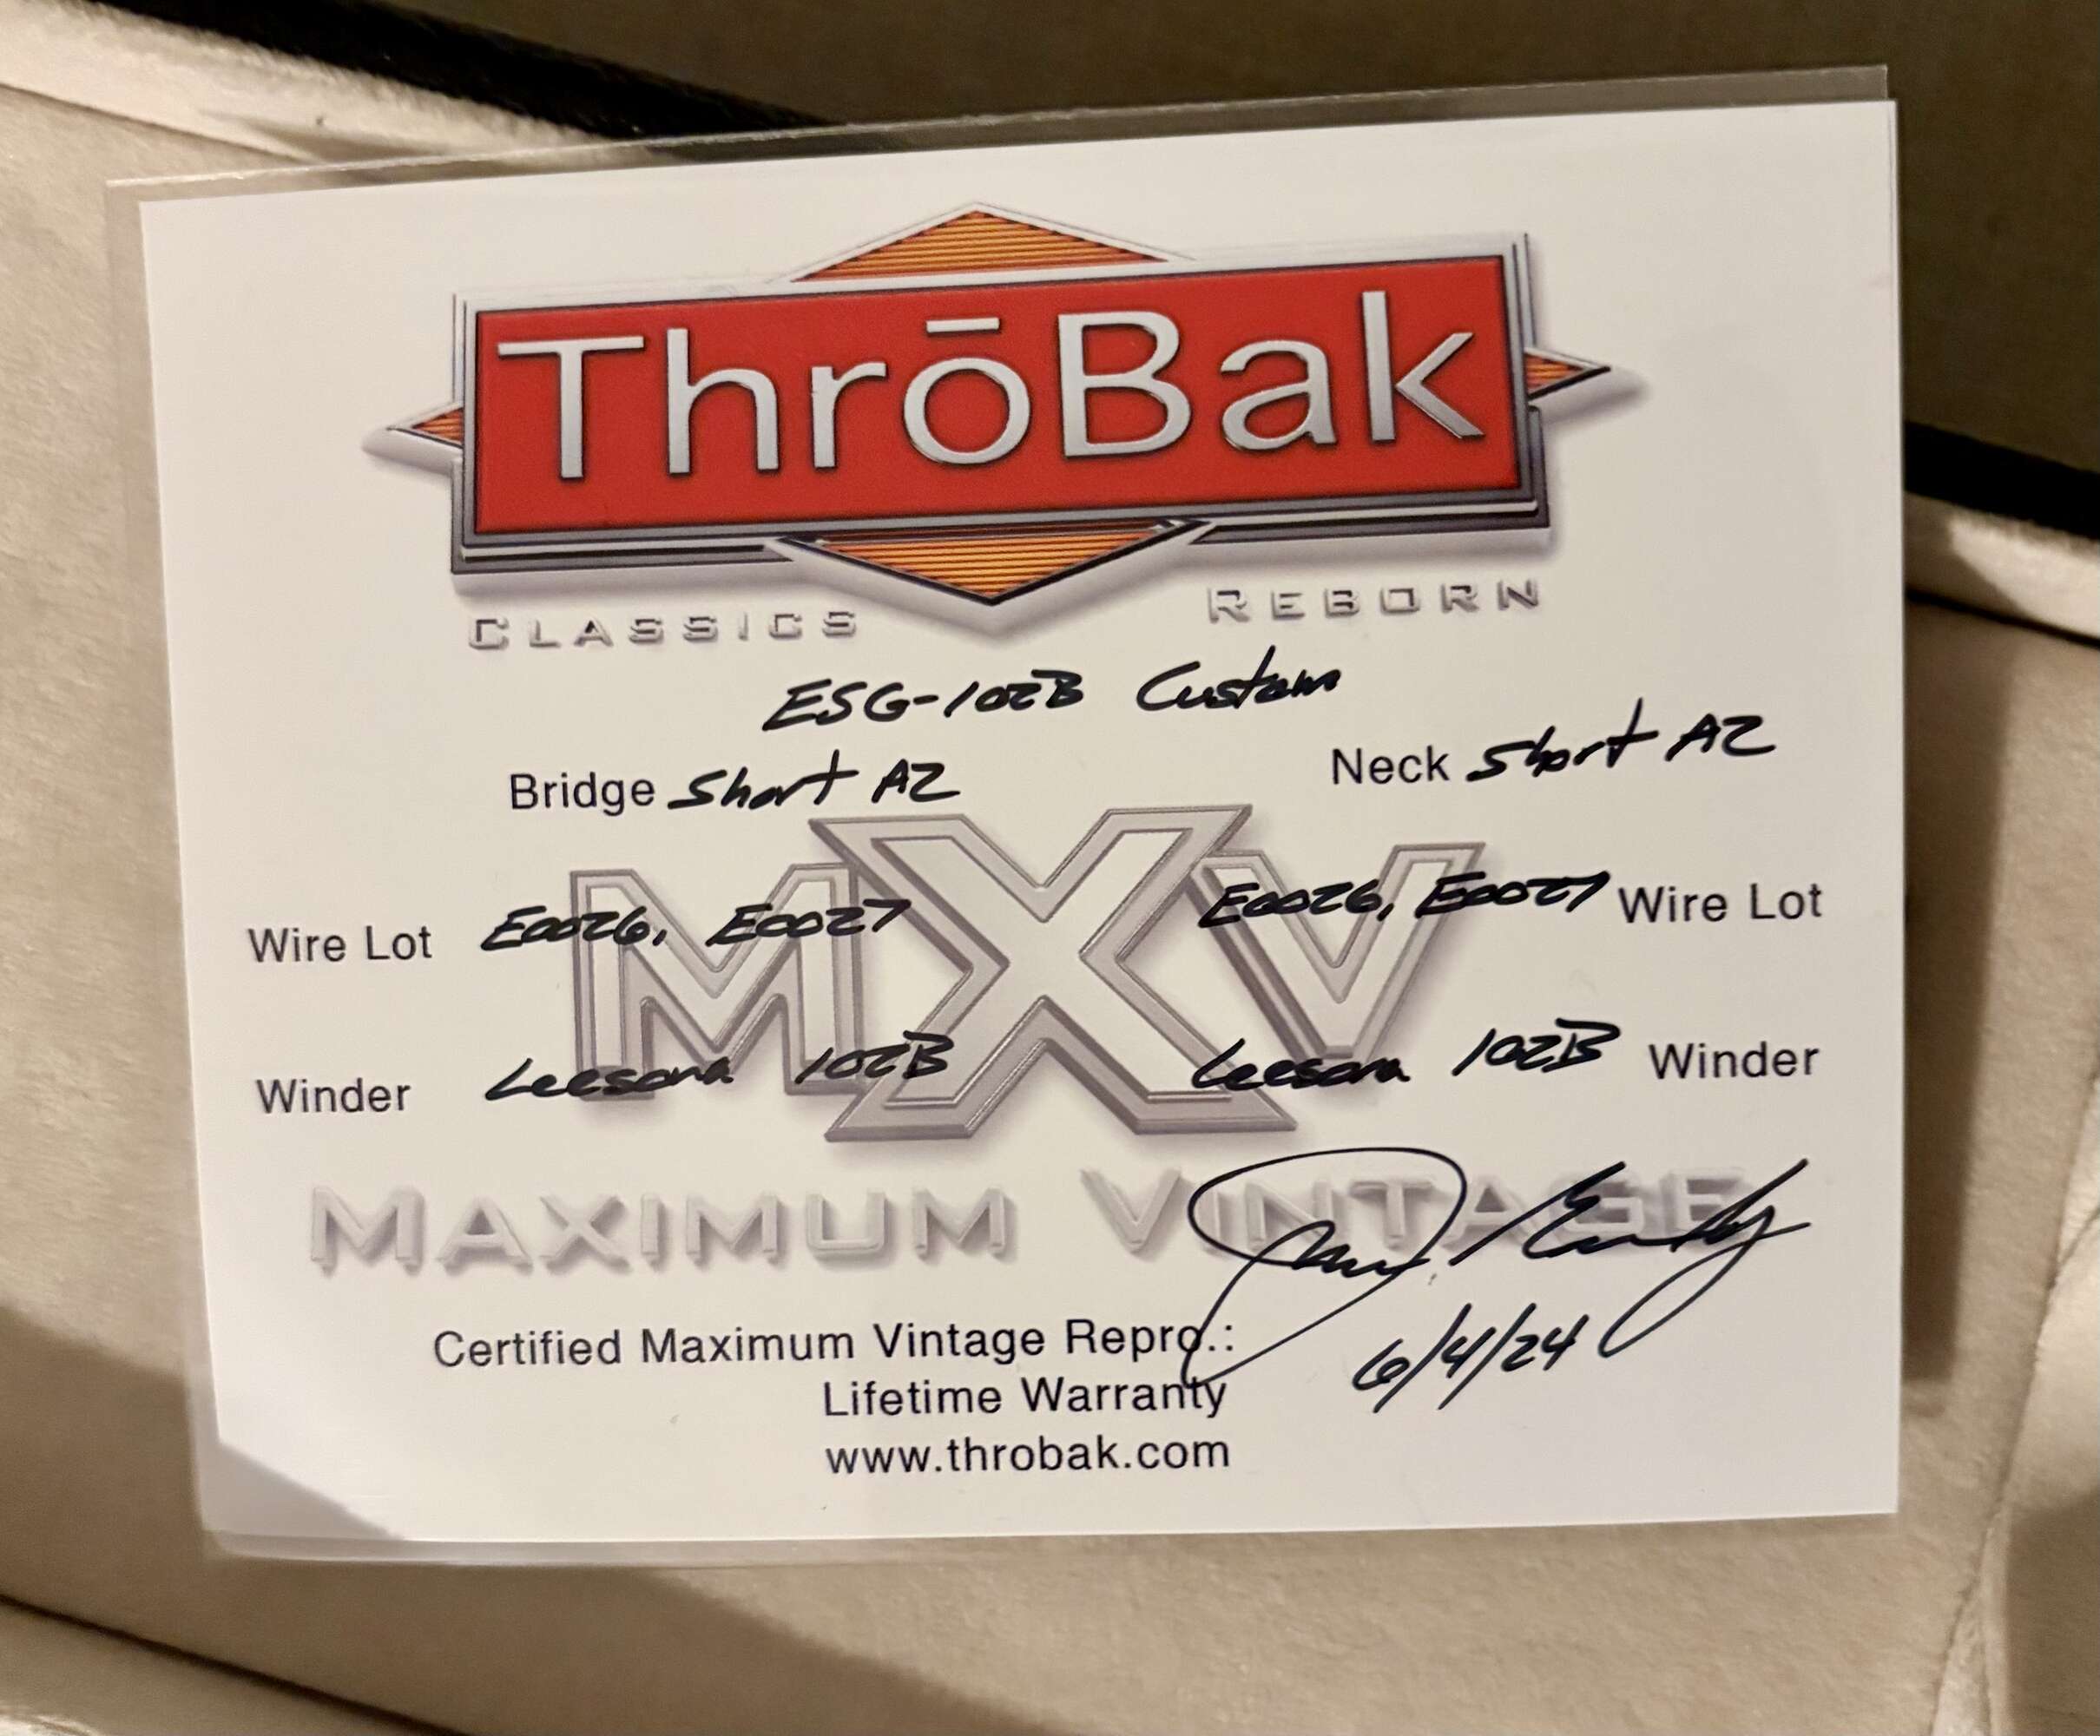 ThrōBak
CLASSICS REBORN
ESG-102B Custom
Bridge Short A2 Neck Short A2
MXV
Wire Lot E0026, E0027 E0026, E0027 Wire Lot
Winder Leesona 102B Leesona 102B Winder
MAXIMUM VINTAGE
Certified Maximum Vintage Repro.:
6/4/24
Lifetime Warranty
www.throbak.com